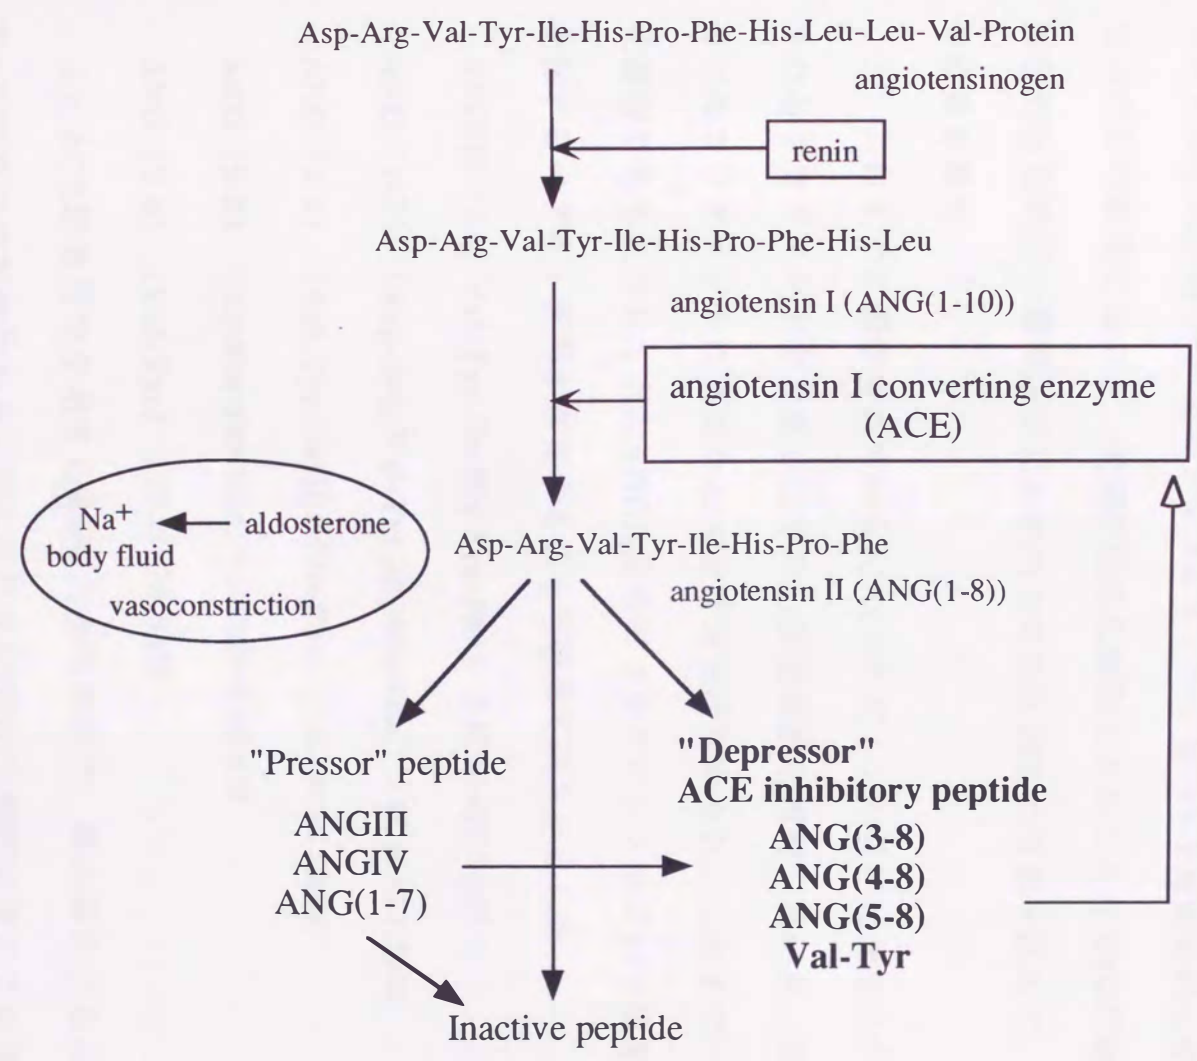 Asp-Arg-Val-Tyr-Ile-His-Pro-Phe-His-Leu-Leu-Val-Protein
angiotensinogen
renin
Asp-Arg-Val-Tyr-Ile-His-Pro-Phe-His-Leu
angiotensin I (ANG(1-10))
angiotensin I converting enzyme
(ACE)
Na+ aldosterone
body fluid
vasoconstriction
Asp-Arg-Val-Tyr-Ile-His-Pro-Phe
angiotensin II (ANG(1-8))
"Pressor" peptide
ANGIII
ANGIV
ANG(1-7)
"Depressor"
ACE inhibitory peptide
ANG(3-8)
ANG(4-8)
ANG(5-8)
Val-Tyr
Inactive peptide